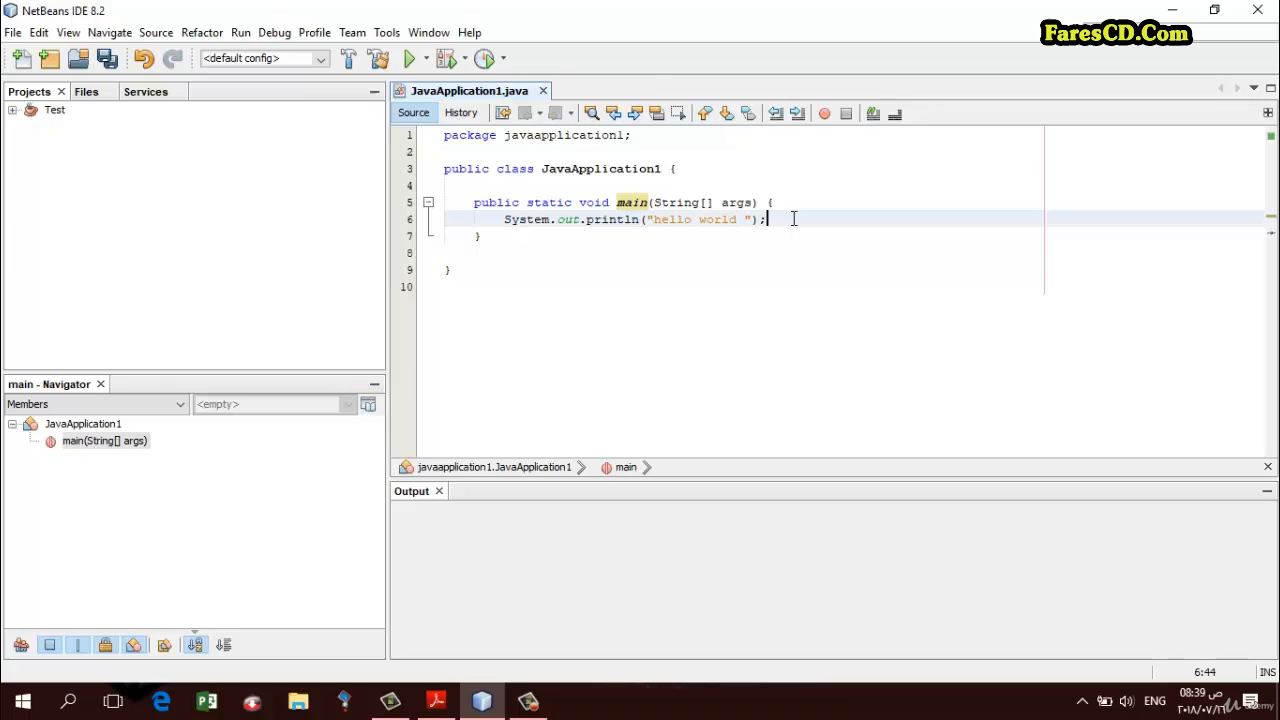 NetBeans IDE 8.2
FaresCD.Com
File Edit View Navigate Source Refactor Run Debug Profile Team Tools Window Help
<default config>
Projects Files Services
JavaApplication1.java
Test
Source History
1 package javaapplication1;
2
3 public class JavaApplication1 {
4
5 public static void main(String[] args) {
6 System.out.println("hello world ");
7 }
8
9 }
10
main - Navigator
Members <empty>
JavaApplication1
main(String[] args)
javaapplication1.JavaApplication1 main
Output
6:44 INS
ENG
08:39 ص